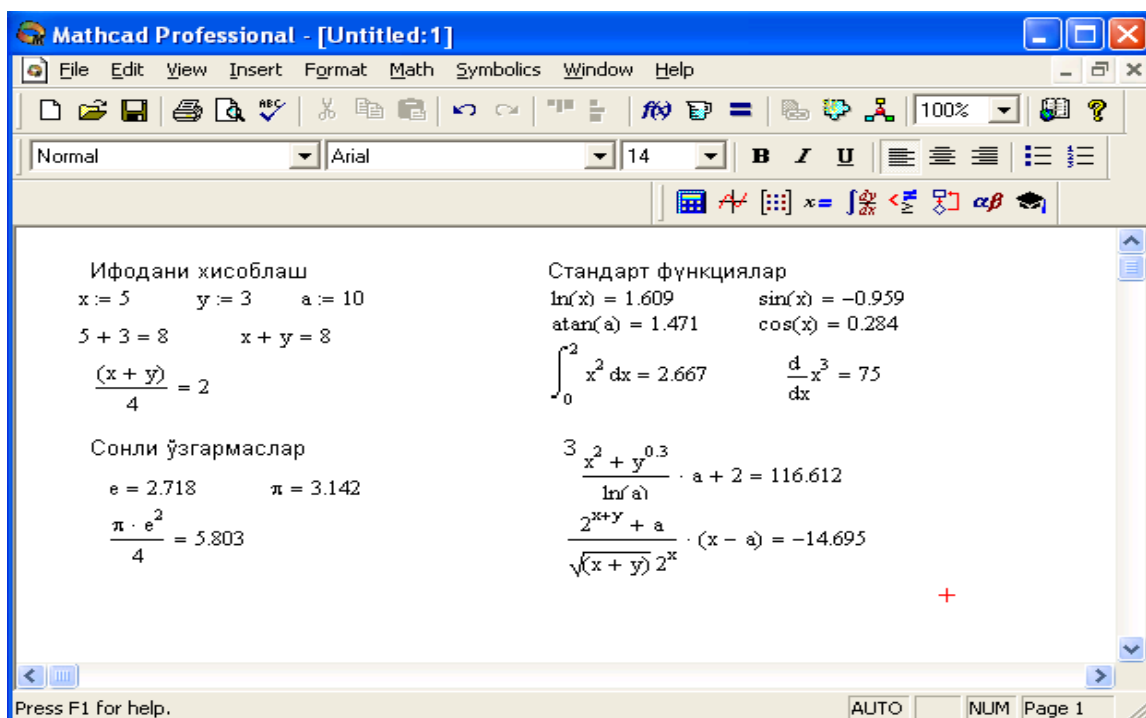 Mathcad Professional - [Untitled:1]
File Edit View Insert Format Math Symbolics Window Help
100%
Normal Arial 14 B I U
x= αβ
Ифодани хисоблаш
x := 5 y := 3 a := 10
5 + 3 = 8 x + y = 8
(x + y)/4 = 2
Сонли ўзгармаслар
e = 2.718 π = 3.142
(π · e^2)/4 = 5.803
Стандарт функциялар
ln(x) = 1.609 sin(x) = −0.959
atan(a) = 1.471 cos(x) = 0.284
∫_0^2 x^2 dx = 2.667 d/dx x^3 = 75
3 (x^2 + y^0.3)/ln(a) · a + 2 = 116.612
(2^(x+y) + a)/(√(x + y) 2^x) · (x − a) = −14.695
Press F1 for help. AUTO NUM Page 1